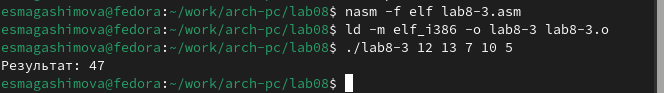 esmagashimova@fedora:~/work/arch-pc/lab08$ nasm -f elf lab8-3.asm
esmagashimova@fedora:~/work/arch-pc/lab08$ ld -m elf_i386 -o lab8-3 lab8-3.o
esmagashimova@fedora:~/work/arch-pc/lab08$ ./lab8-3 12 13 7 10 5
Результат: 47
esmagashimova@fedora:~/work/arch-pc/lab08$